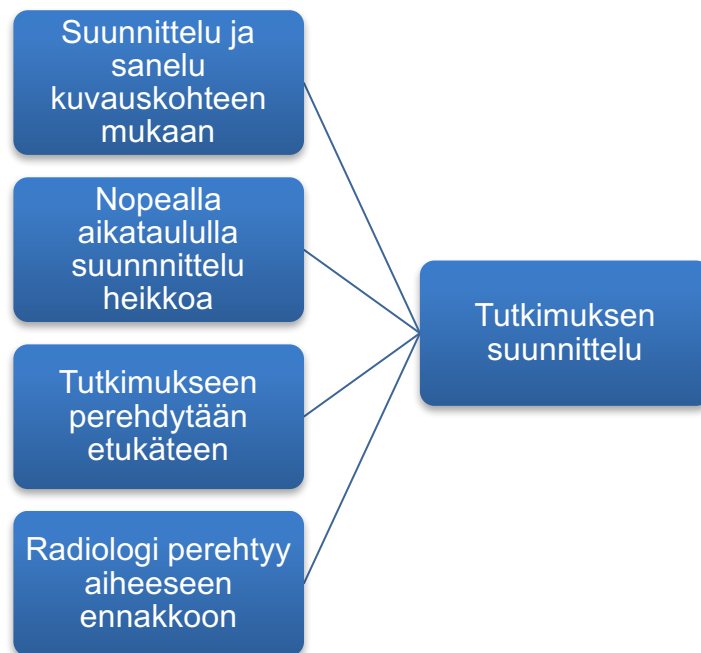 Suunnittelu ja
sanelu
kuvauskohteen
mukaan
Nopealla
aikataululla
suunnnittelu
heikkoa
Tutkimukseen
perehdytään
etukäteen
Radiologi perehtyy
aiheeseen
ennakkoon
Tutkimuksen
suunnittelu